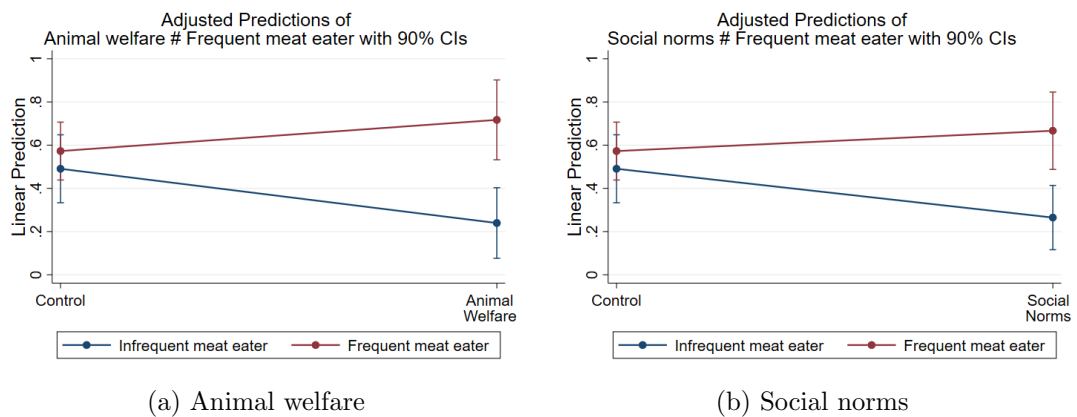 Adjusted Predictions of
Animal welfare # Frequent meat eater with 90% CIs
Linear Prediction
1
.8
.6
.4
.2
0
Control
Animal
Welfare
Infrequent meat eater
Frequent meat eater
(a) Animal welfare
Adjusted Predictions of
Social norms # Frequent meat eater with 90% CIs
Linear Prediction
1
.8
.6
.4
.2
0
Control
Social
Norms
Infrequent meat eater
Frequent meat eater
(b) Social norms